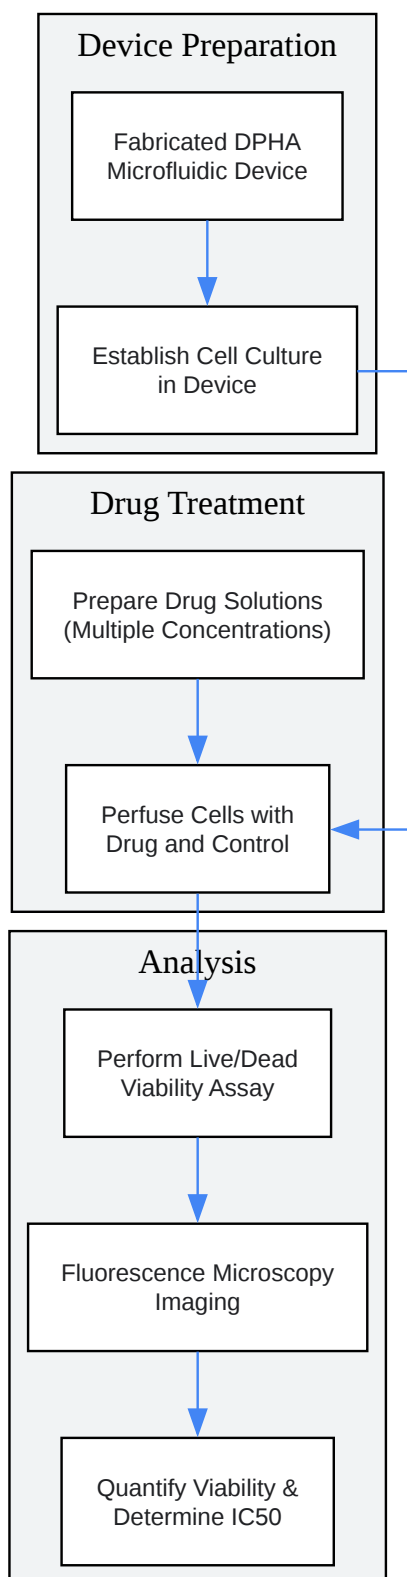 Device Preparation
Fabricated DPHA
Microfluidic Device
Establish Cell Culture
in Device
Drug Treatment
Prepare Drug Solutions
(Multiple Concentrations)
Perfuse Cells with
Drug and Control
Analysis
Perform Live/Dead
Viability Assay
Fluorescence Microscopy
Imaging
Quantify Viability &
Determine IC50